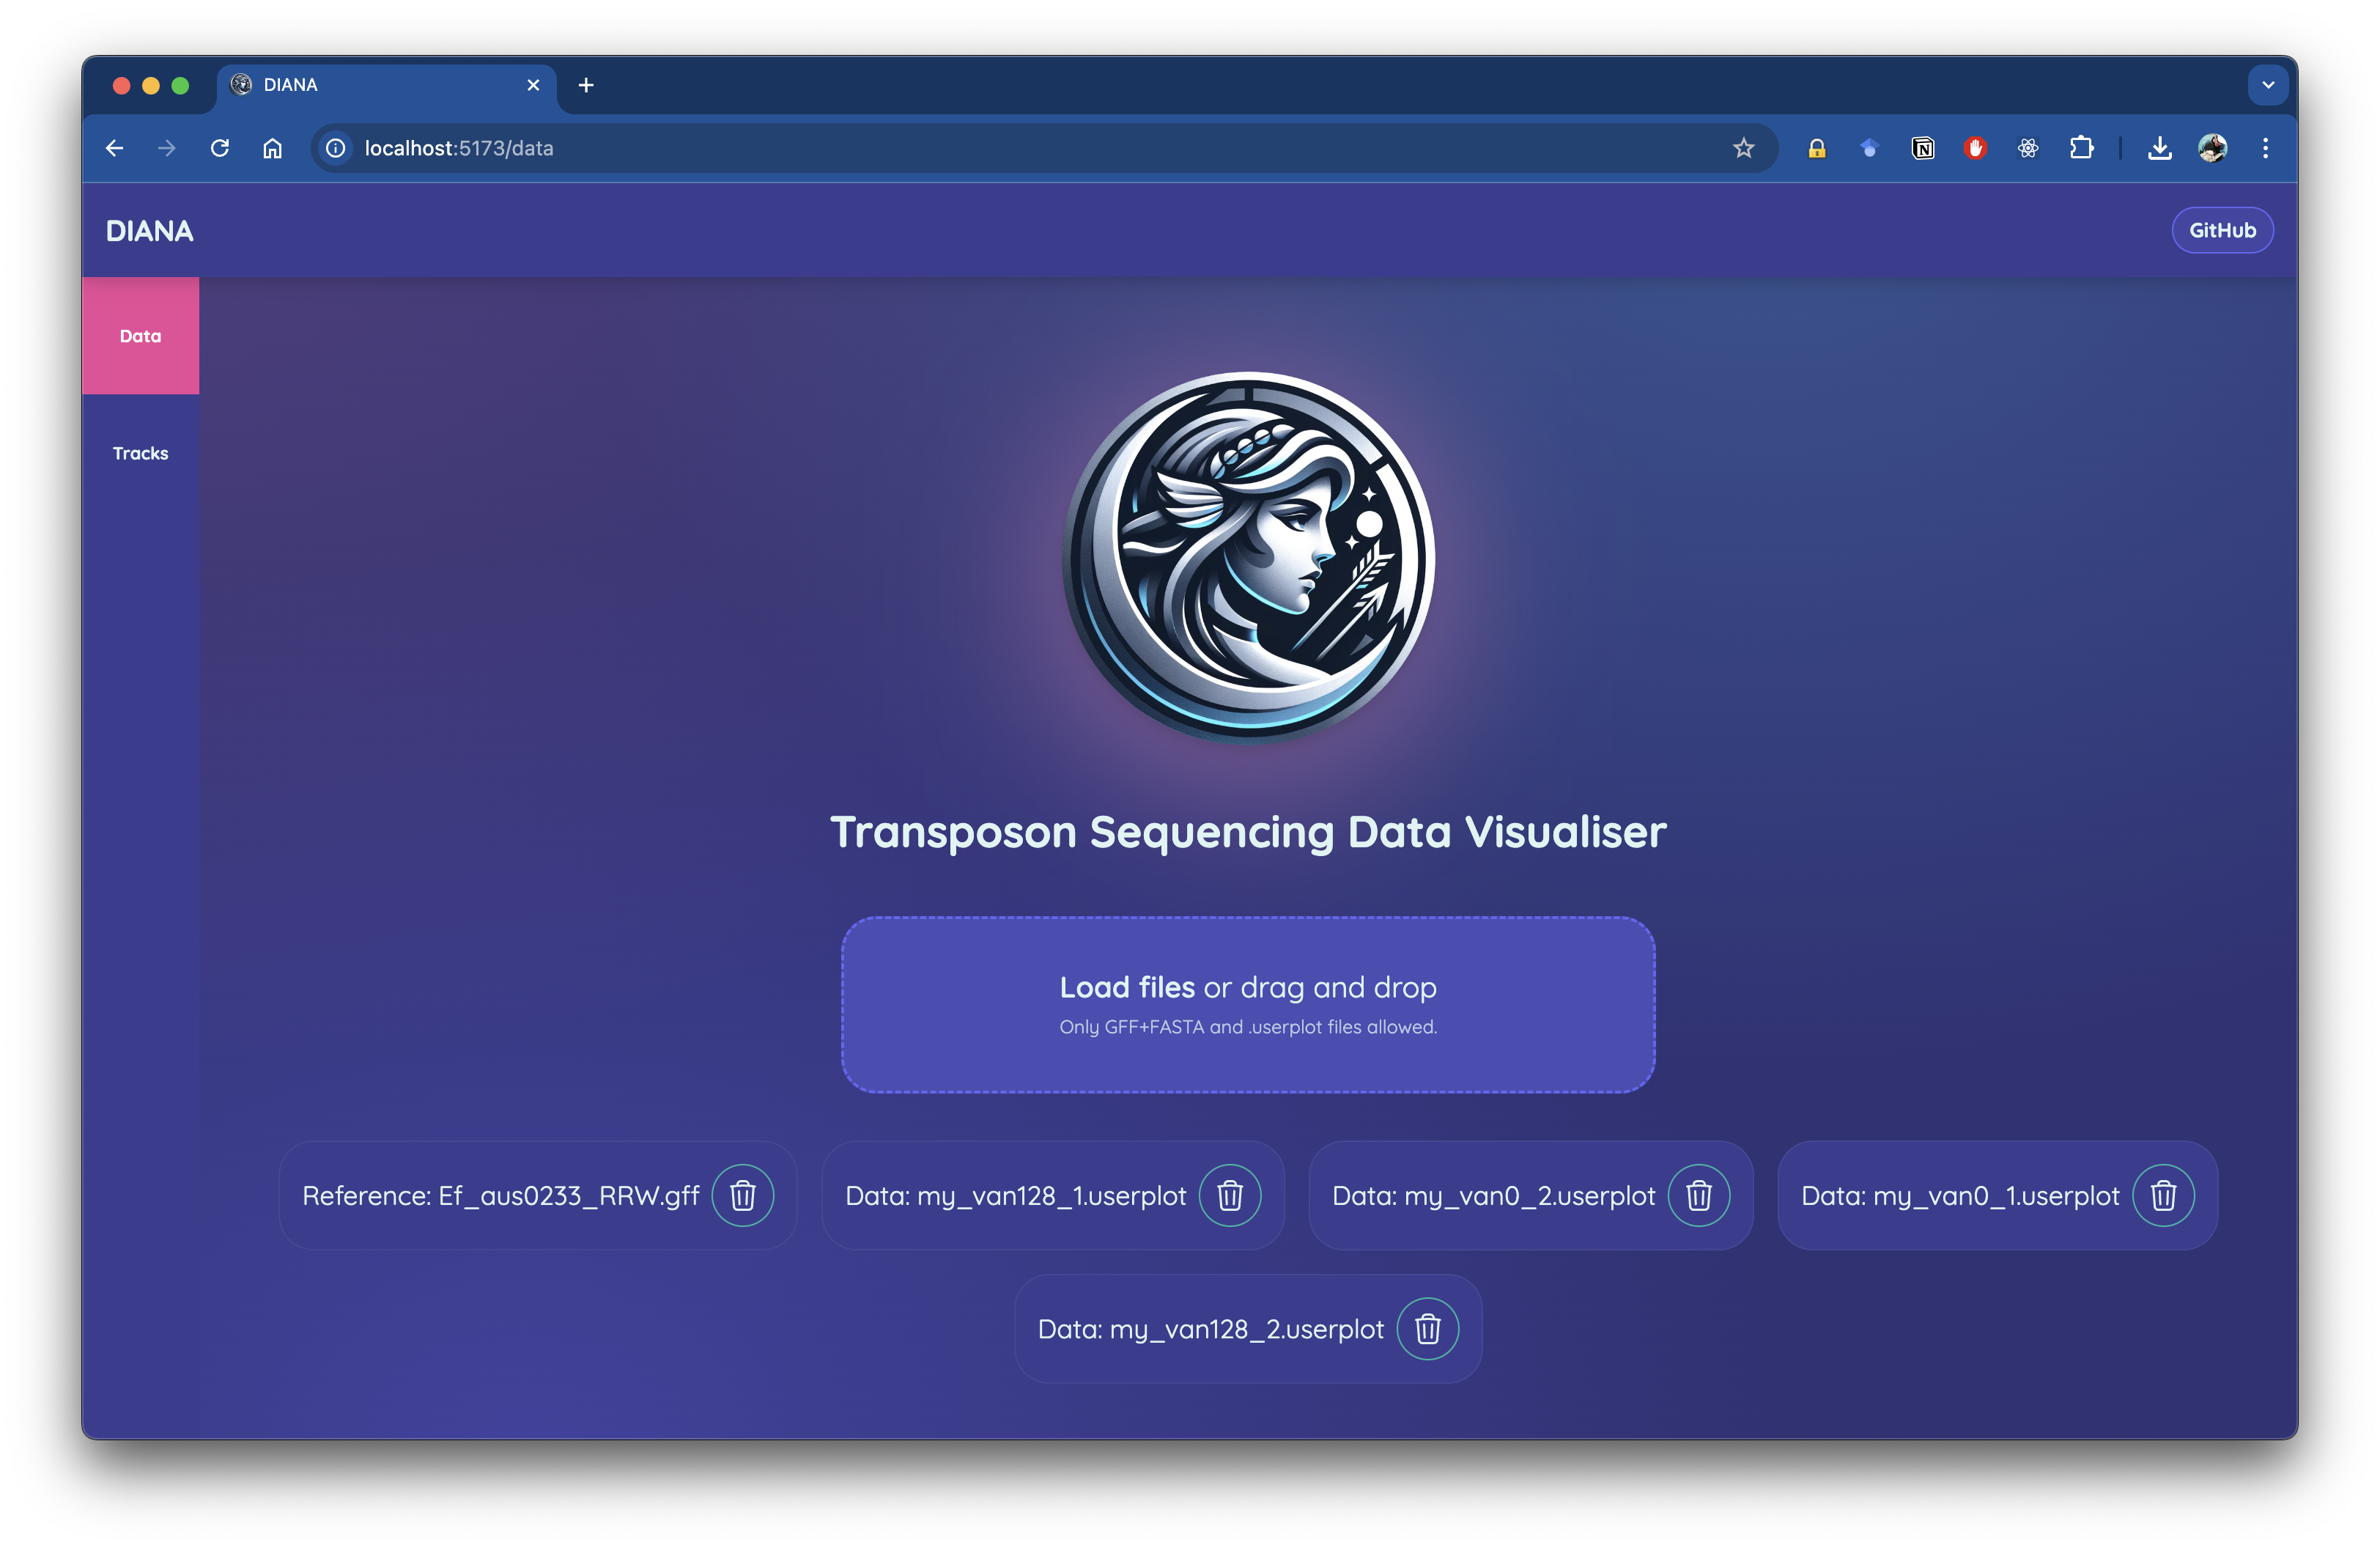 DIANA
localhost:5173/data
DIANA
GitHub
Data
Tracks
Transposon Sequencing Data Visualiser
Load files or drag and drop
Only GFF+FASTA and .userplot files allowed.
Reference: Ef_aus0233_RRW.gff
Data: my_van128_1.userplot
Data: my_van0_2.userplot
Data: my_van0_1.userplot
Data: my_van128_2.userplot